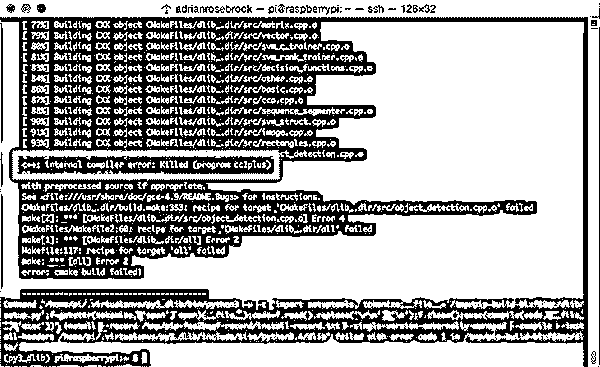 adrianrosebrock — pi@raspberrypi: ~ — ssh — 126×32
[ 77%] Building CXX object CMakeFiles/dlib_.dir/src/matrix.cpp.o
[ 79%] Building CXX object CMakeFiles/dlib_.dir/src/vector.cpp.o
[ 80%] Building CXX object CMakeFiles/dlib_.dir/src/svm_c_trainer.cpp.o
[ 81%] Building CXX object CMakeFiles/dlib_.dir/src/svm_rank_trainer.cpp.o
[ 83%] Building CXX object CMakeFiles/dlib_.dir/src/decision_functions.cpp.o
[ 84%] Building CXX object CMakeFiles/dlib_.dir/src/other.cpp.o
[ 86%] Building CXX object CMakeFiles/dlib_.dir/src/basic.cpp.o
[ 87%] Building CXX object CMakeFiles/dlib_.dir/src/cca.cpp.o
[ 88%] Building CXX object CMakeFiles/dlib_.dir/src/sequence_segmenter.cpp.o
[ 90%] Building CXX object CMakeFiles/dlib_.dir/src/svm_struct.cpp.o
[ 91%] Building CXX object CMakeFiles/dlib_.dir/src/image.cpp.o
[ 93%] Building CXX object CMakeFiles/dlib_.dir/src/rectangles.cpp.o
ct_detection.cpp.o
c++: internal compiler error: Killed (program cc1plus)
with preprocessed source if appropriate.
See <file:///usr/share/doc/gcc-4.9/README.Bugs> for instructions.
CMakeFiles/dlib_.dir/build.make:353: recipe for target 'CMakeFiles/dlib_.dir/src/object_detection.cpp.o' failed
make[2]: *** [CMakeFiles/dlib_.dir/src/object_detection.cpp.o] Error 4
CMakeFiles/Makefile2:60: recipe for target 'CMakeFiles/dlib_.dir/all' failed
make[1]: *** [CMakeFiles/dlib_.dir/all] Error 2
Makefile:117: recipe for target 'all' failed
make: *** [all] Error 2
error: cmake build failed!
(py3_dlib) pi@raspberrypi:~ $